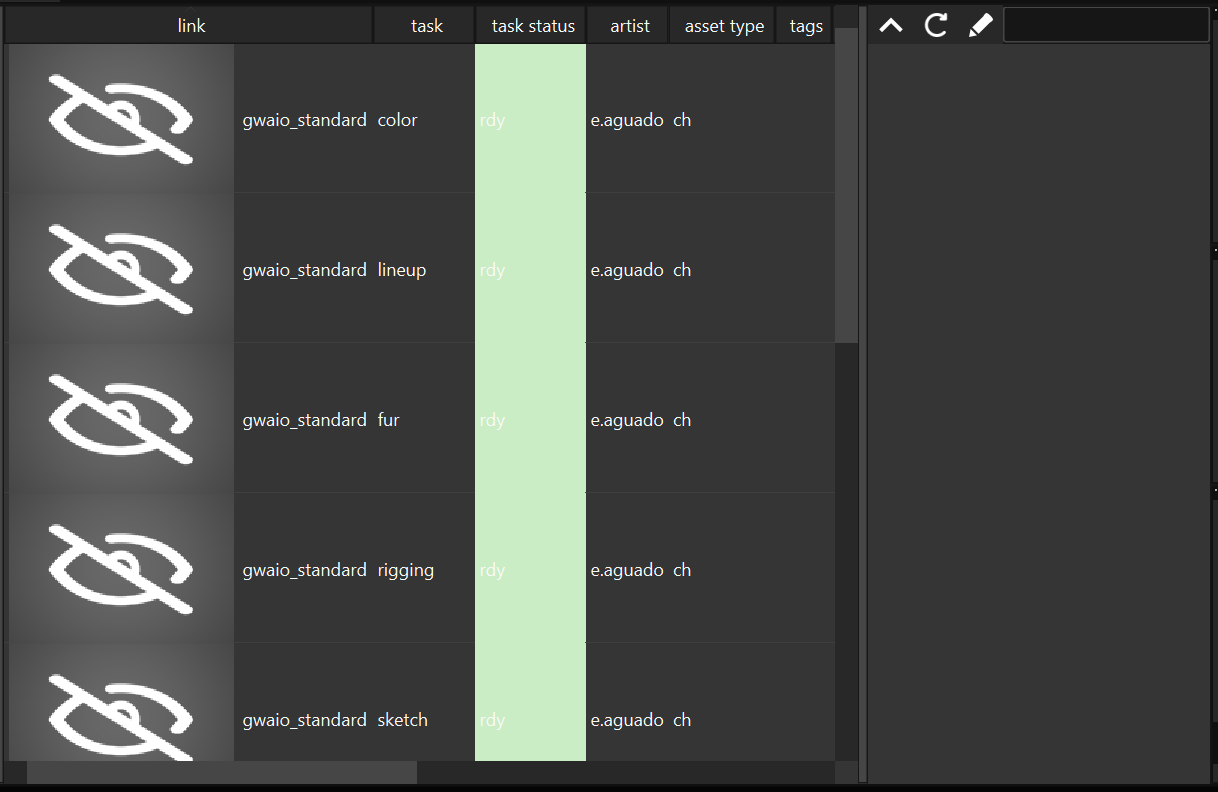 link task task status artist asset type tags
gwaio_standard color rdy e.aguado ch
gwaio_standard lineup rdy e.aguado ch
gwaio_standard fur rdy e.aguado ch
gwaio_standard rigging rdy e.aguado ch
gwaio_standard sketch rdy e.aguado ch